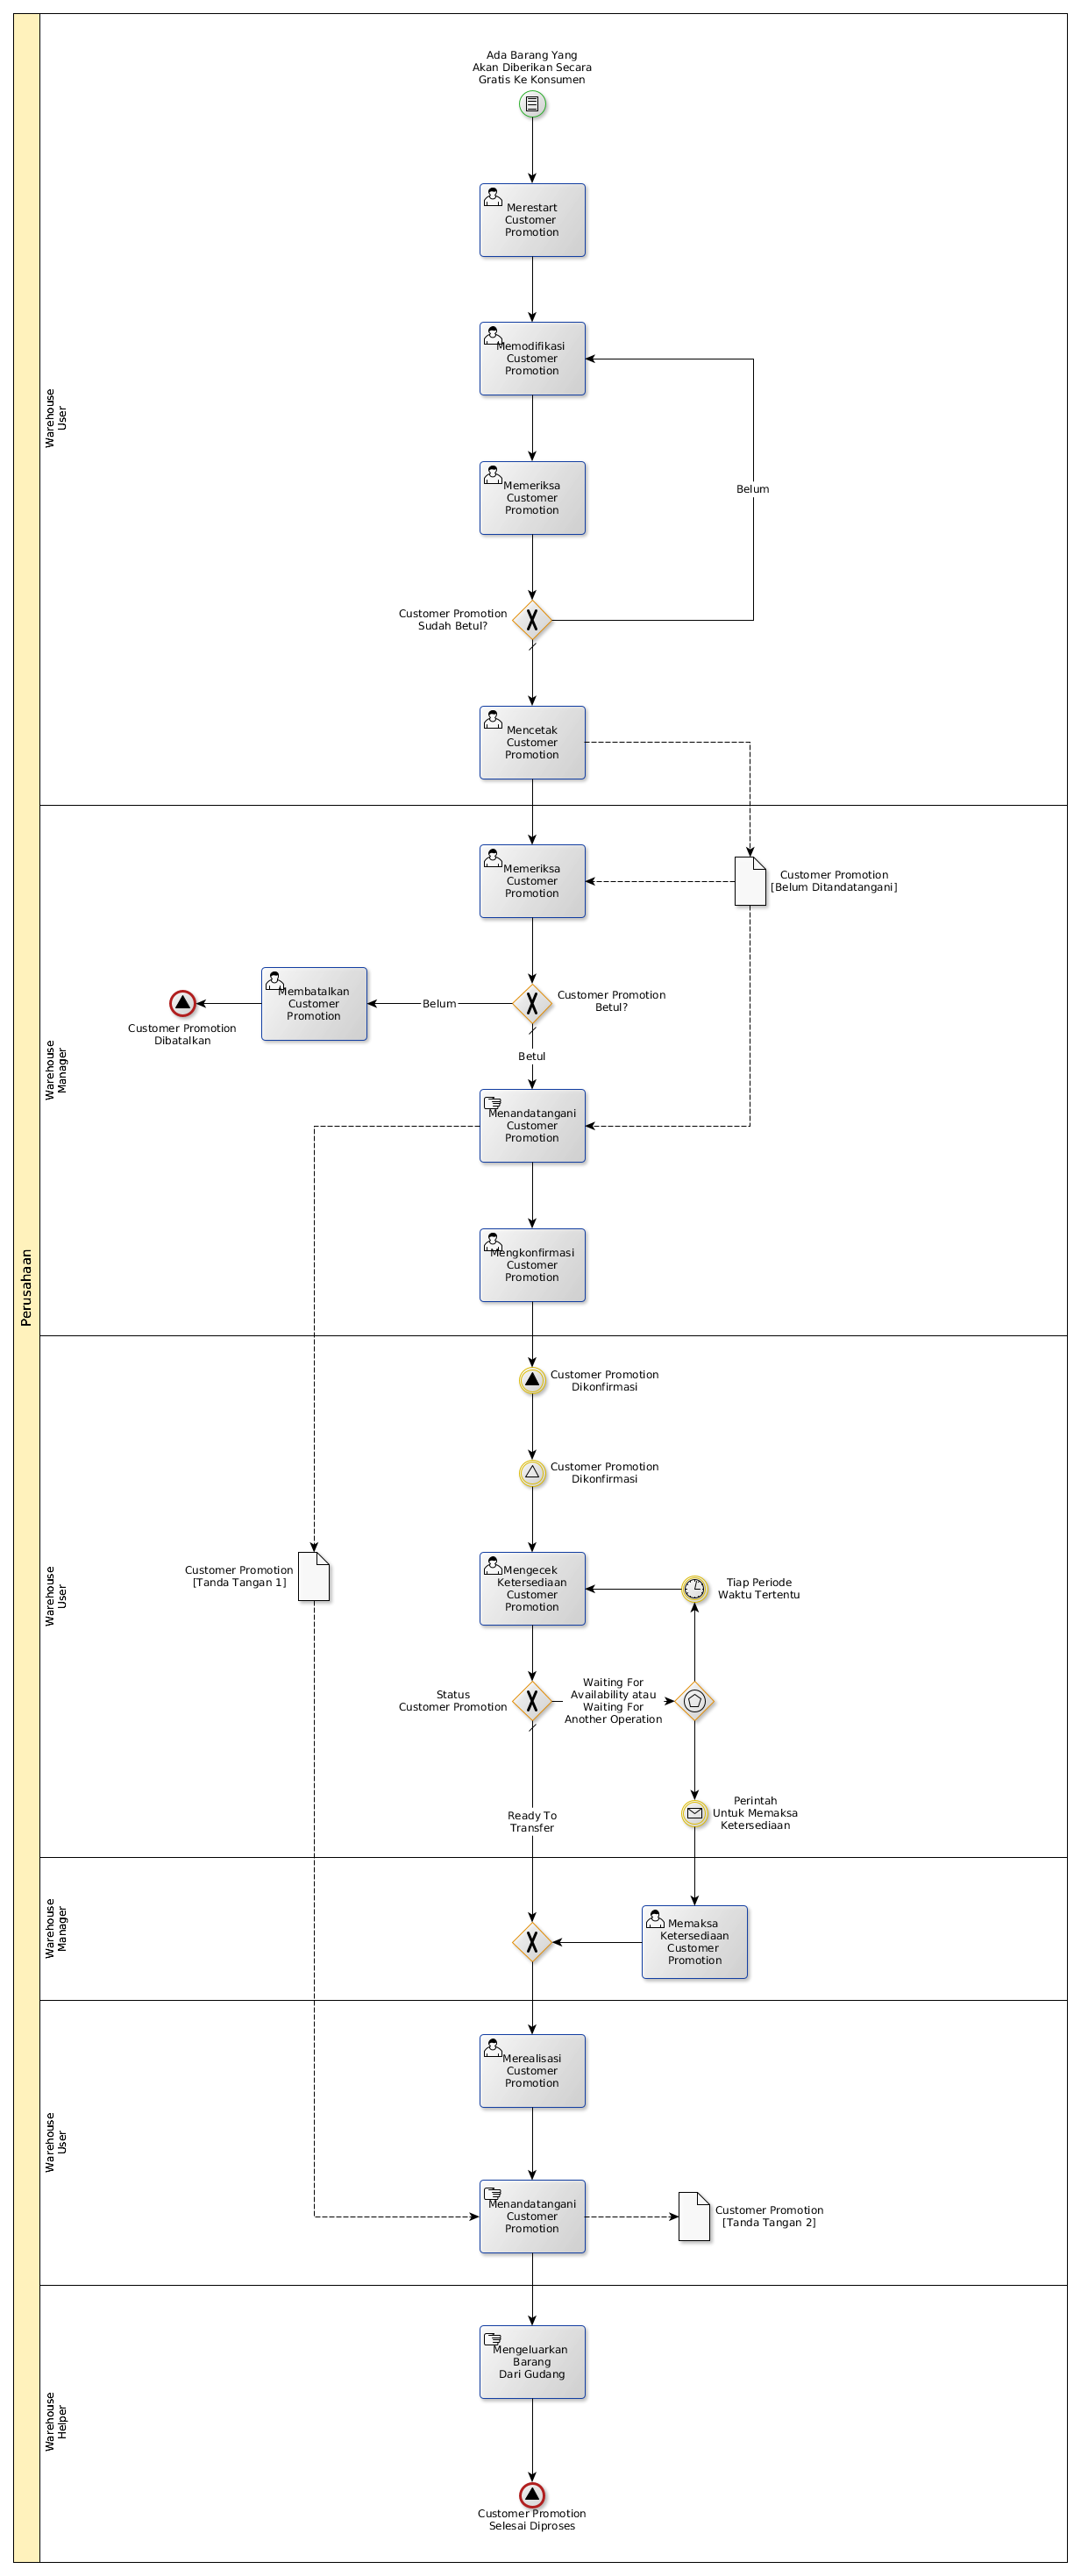 Perusahaan
Warehouse
User
Ada Barang Yang
Akan Diberikan Secara
Gratis Ke Konsumen
Merestart
Customer
Promotion
Memodifikasi
Customer
Promotion
Memeriksa
Customer
Promotion
Belum
Customer Promotion
Sudah Betul?
Mencetak
Customer
Promotion
Warehouse
Manager
Memeriksa
Customer
Promotion
Customer Promotion
[Belum Ditandatangani]
Membatalkan
Customer
Promotion
Belum
Customer Promotion
Betul?
Customer Promotion
Dibatalkan
Betul
Menandatangani
Customer
Promotion
Mengkonfirmasi
Customer
Promotion
Warehouse
User
Customer Promotion
Dikonfirmasi
Customer Promotion
Dikonfirmasi
Customer Promotion
[Tanda Tangan 1]
Mengecek
Ketersediaan
Customer
Promotion
Tiap Periode
Waktu Tertentu
Status
Customer Promotion
Waiting For
Availability atau
Waiting For
Another Operation
Ready To
Transfer
Perintah
Untuk Memaksa
Ketersediaan
Warehouse
Manager
Memaksa
Ketersediaan
Customer
Promotion
Warehouse
User
Merealisasi
Customer
Promotion
Menandatangani
Customer
Promotion
Customer Promotion
[Tanda Tangan 2]
Warehouse
Helper
Mengeluarkan
Barang
Dari Gudang
Customer Promotion
Selesai Diproses